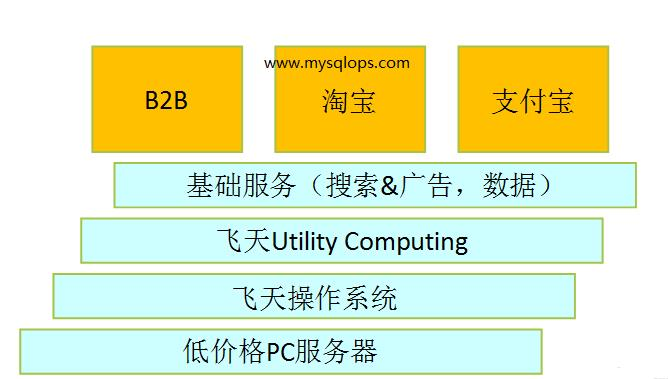 www.mysqlops.com
B2B
淘宝
支付宝
基础服务（搜索&广告，数据）
飞天Utility Computing
飞天操作系统
低价格PC服务器